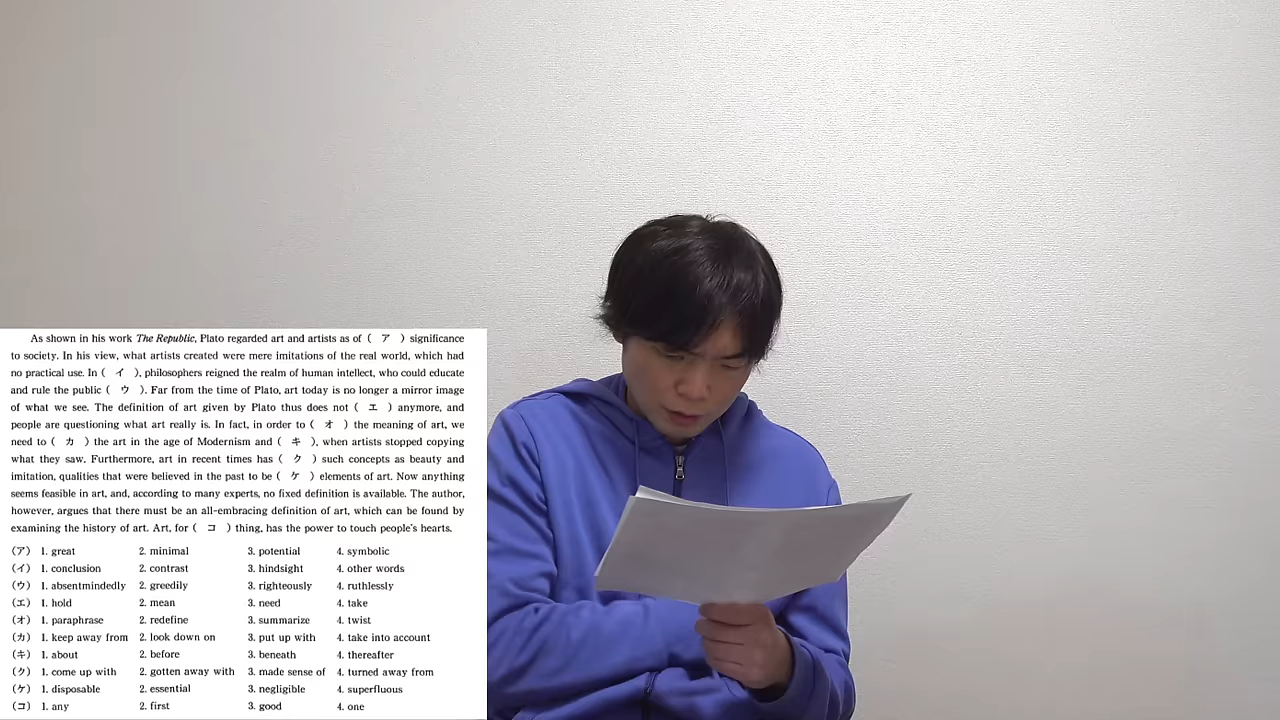 As shown in his work The Republic, Plato regarded art and artists as of ( ア ) significance
to society. In his view, what artists created were mere imitations of the real world, which had
no practical use. In ( イ ), philosophers reigned the realm of human intellect, who could educate
and rule the public ( ウ ). Far from the time of Plato, art today is no longer a mirror image
of what we see. The definition of art given by Plato thus does not ( エ ) anymore, and
people are questioning what art really is. In fact, in order to ( オ ) the meaning of art, we
need to ( カ ) the art in the age of Modernism and ( キ ), when artists stopped copying
what they saw. Furthermore, art in recent times has ( ク ) such concepts as beauty and
imitation, qualities that were believed in the past to be ( ケ ) elements of art. Now anything
seems feasible in art, and, according to many experts, no fixed definition is available. The author,
however, argues that there must be an all-embracing definition of art, which can be found by
examining the history of art. Art, for ( コ ) thing, has the power to touch people's hearts.
(ア) 1. great 2. minimal 3. potential 4. symbolic
(イ) 1. conclusion 2. contrast 3. hindsight 4. other words
(ウ) 1. absentmindedly 2. greedily 3. righteously 4. ruthlessly
(エ) 1. hold 2. mean 3. need 4. take
(オ) 1. paraphrase 2. redefine 3. summarize 4. twist
(カ) 1. keep away from 2. look down on 3. put up with 4. take into account
(キ) 1. about 2. before 3. beneath 4. thereafter
(ク) 1. come up with 2. gotten away with 3. made sense of 4. turned away from
(ケ) 1. disposable 2. essential 3. negligible 4. superfluous
(コ) 1. any 2. first 3. good 4. one